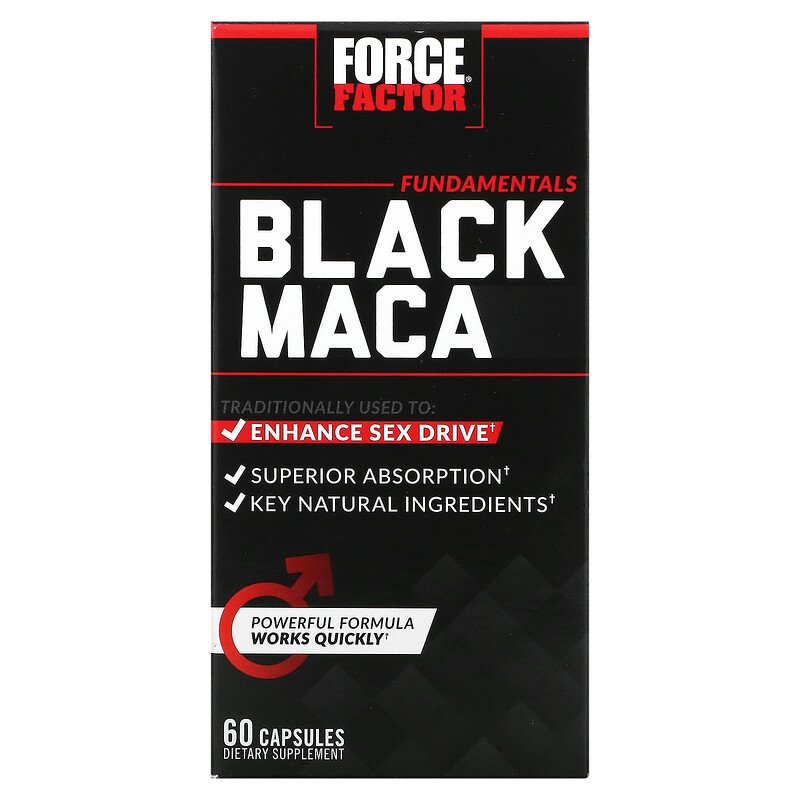 FORCE
FACTOR®
FUNDAMENTALS
BLACK
MACA
TRADITIONALLY USED TO:
ENHANCE SEX DRIVE†
SUPERIOR ABSORPTION†
KEY NATURAL INGREDIENTS†
POWERFUL FORMULA
WORKS QUICKLY†
60 CAPSULES
DIETARY SUPPLEMENT